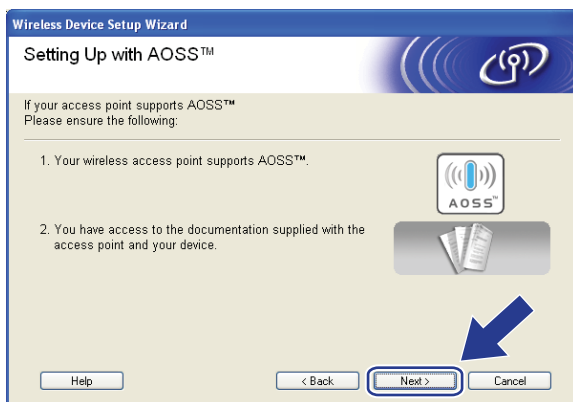 Wireless Device Setup Wizard
Setting Up with AOSS™
If your access point supports AOSS™
Please ensure the following:
1. Your wireless access point supports AOSS™.
AOSS™
2. You have access to the documentation supplied with the
access point and your device.
Help
< Back
Next >
Cancel